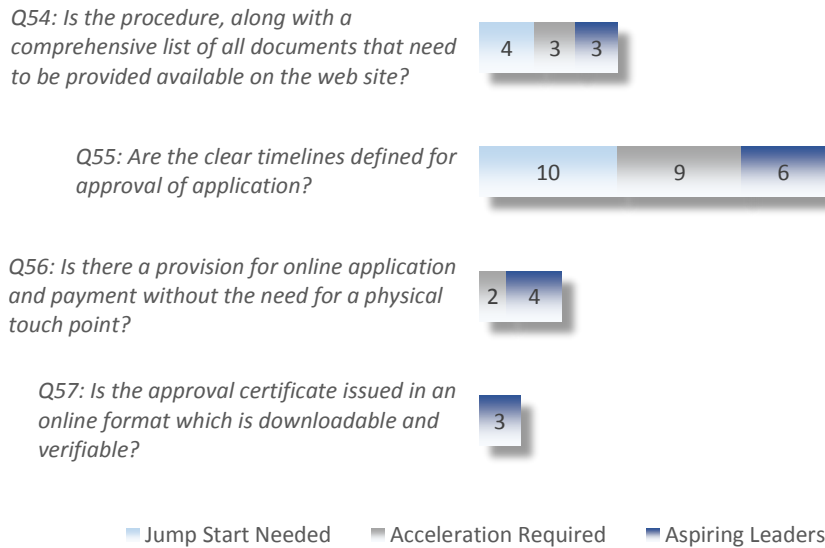 Q54: Is the procedure, along with a
comprehensive list of all documents that need
to be provided available on the web site?
4 3 3
Q55: Are the clear timelines defined for
approval of application?
10 9 6
Q56: Is there a provision for online application
and payment without the need for a physical
touch point?
2 4
Q57: Is the approval certificate issued in an
online format which is downloadable and
verifiable?
3
Jump Start Needed Acceleration Required Aspiring Leaders